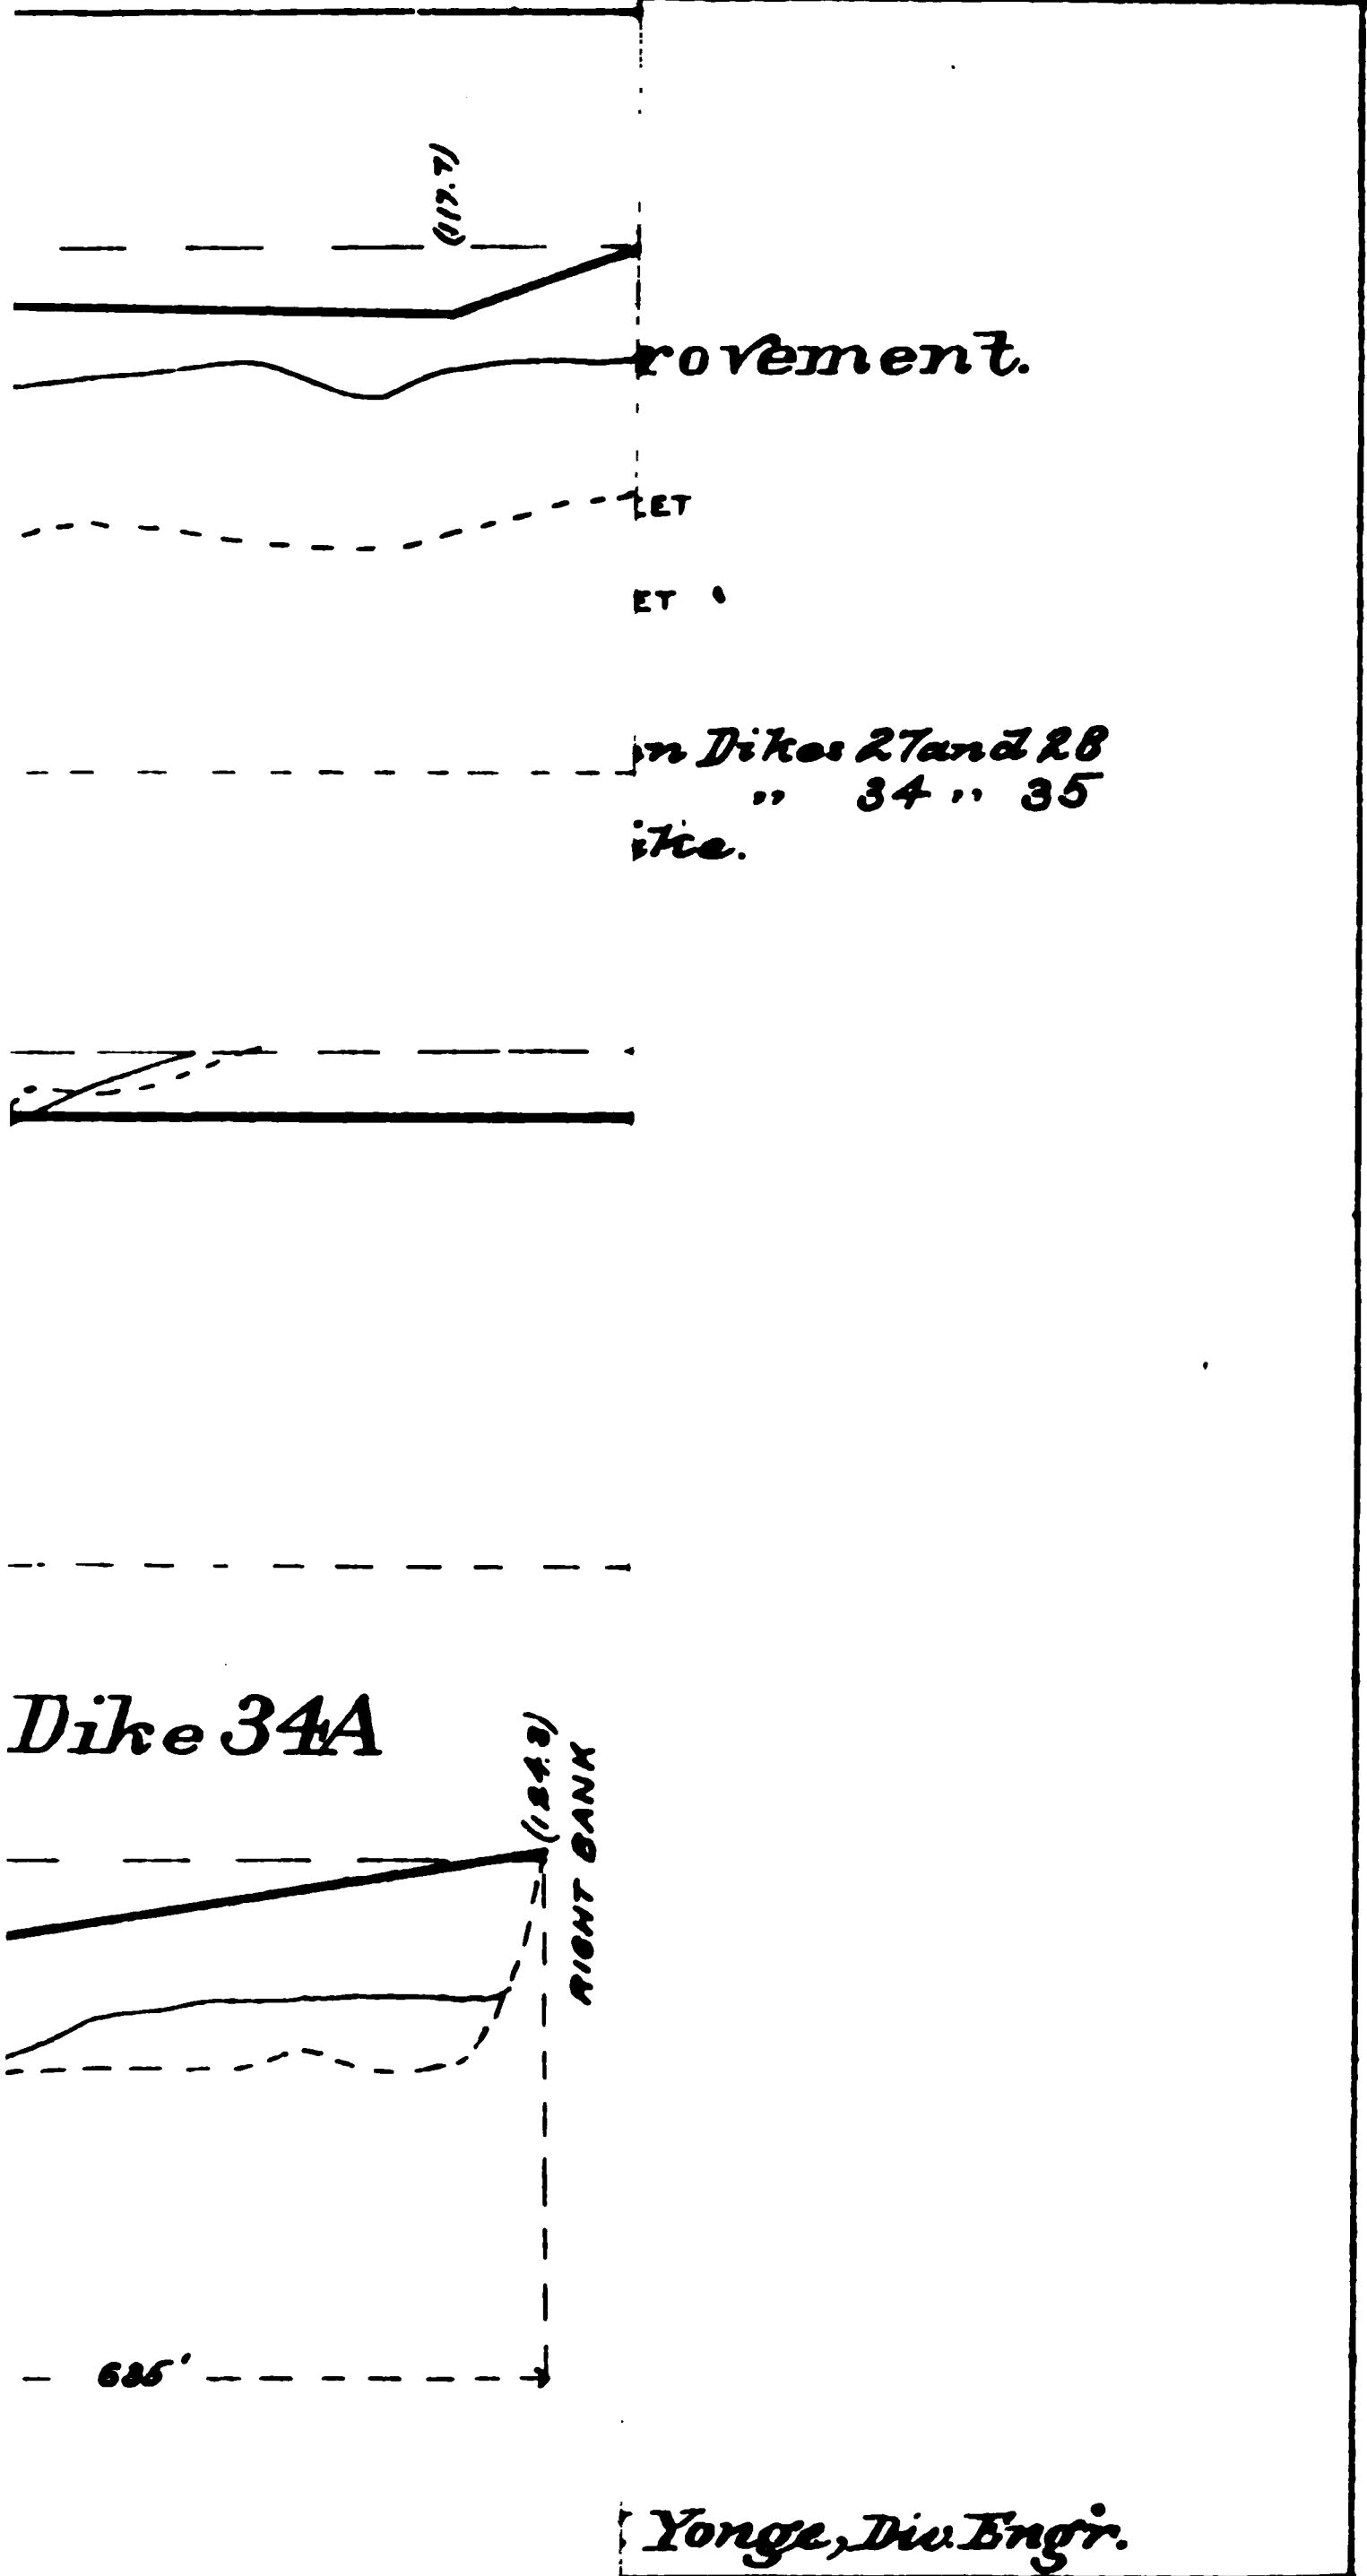 (117.7)
rovement.
ET
ET
n Dikes 27 and 28
" 34 " 35
ike.
Dike 34A
(124.8)
RIGHT BANK
Yonge, Div. Engr.